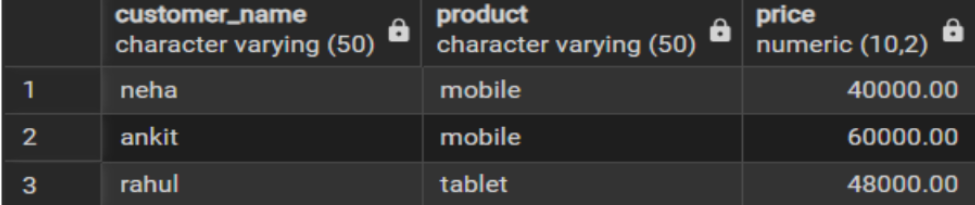 customer_name product price
character varying (50) character varying (50) numeric (10,2)
1 neha mobile 40000.00
2 ankit mobile 60000.00
3 rahul tablet 48000.00